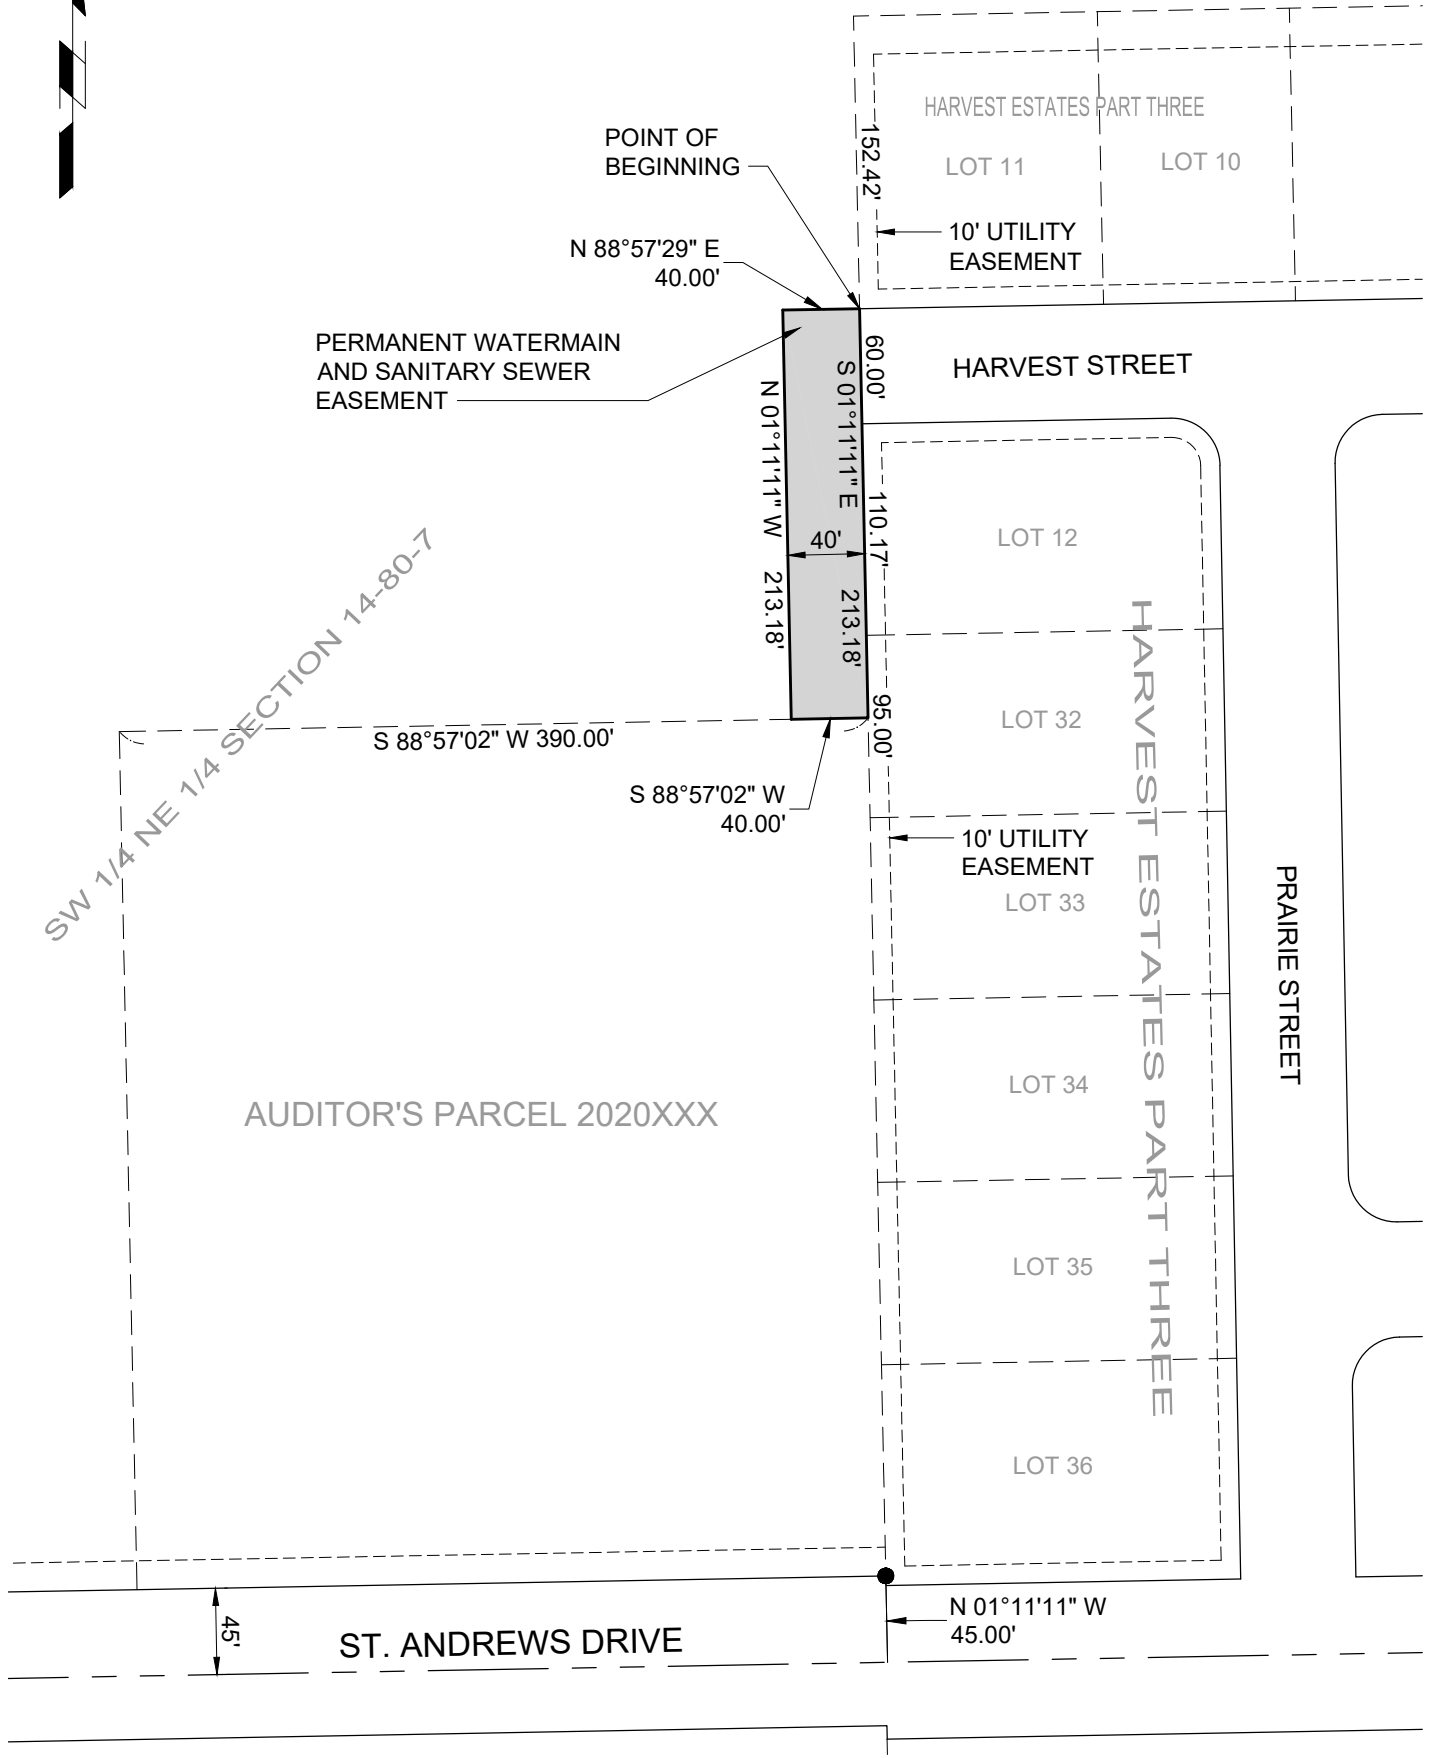 HARVEST ESTATES PART THREE
LOT 11
LOT 10
152.42'
10' UTILITY
EASEMENT
POINT OF
BEGINNING
N 88°57'29" E
40.00'
PERMANENT WATERMAIN
AND SANITARY SEWER
EASEMENT
60.00'
HARVEST STREET
S 01°11'11" E
213.18'
N 01°11'11" W
213.18'
40'
110.17'
LOT 12
95.00'
LOT 32
SW 1/4 NE 1/4 SECTION 14-80-7
S 88°57'02" W 390.00'
S 88°57'02" W
40.00'
10' UTILITY
EASEMENT
LOT 33
HARVEST ESTATES PART THREE
PRAIRIE STREET
LOT 34
AUDITOR'S PARCEL 2020XXX
LOT 35
LOT 36
N 01°11'11" W
45.00'
45'
ST. ANDREWS DRIVE